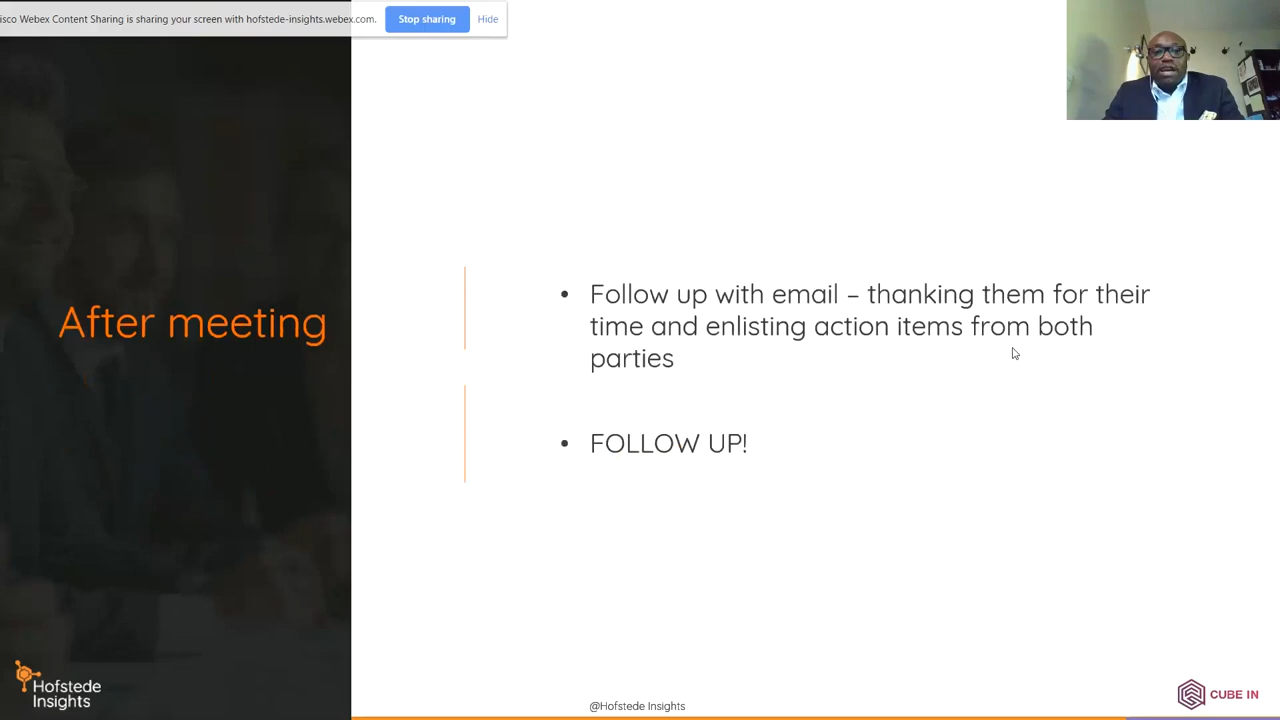 isco Webex Content Sharing is sharing your screen with hofstede-insights.webex.com.
Stop sharing
Hide
After meeting
• Follow up with email – thanking them for their
time and enlisting action items from both
parties
• FOLLOW UP!
Hofstede
Insights
@Hofstede Insights
CUBE IN